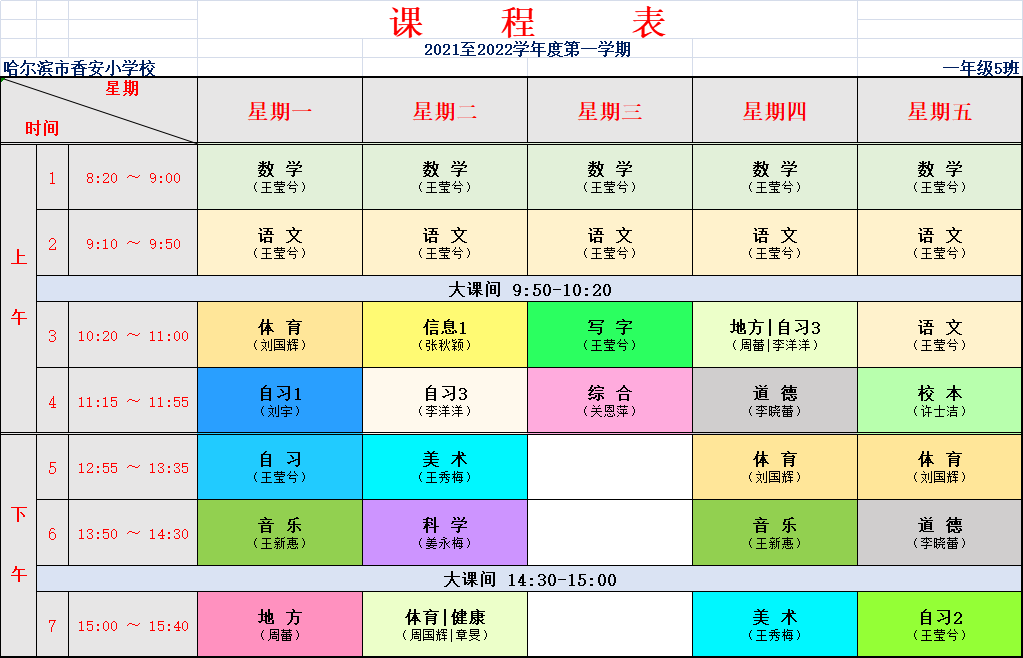 课 程 表
2021至2022学年度第一学期
哈尔滨市香安小学校 一年级5班
星期
时间
星期一 星期二 星期三 星期四 星期五
上午
1 8:20 ～ 9:00 数 学 数 学 数 学 数 学 数 学
（王莹兮） （王莹兮） （王莹兮） （王莹兮） （王莹兮）
2 9:10 ～ 9:50 语 文 语 文 语 文 语 文 语 文
（王莹兮） （王莹兮） （王莹兮） （王莹兮） （王莹兮）
大课间 9:50-10:20
3 10:20 ～ 11:00 体 育 信息1 写 字 地方|自习3 语 文
（刘国辉） （张秋颖） （王莹兮） （周蕾|李洋洋） （王莹兮）
4 11:15 ～ 11:55 自习1 自习3 综 合 道 德 校 本
（刘宇） （李洋洋） （关恩萍） （李晓蕾） （许士洁）
下午
5 12:55 ～ 13:35 自 习 美 术 体 育 体 育
（王莹兮） （王秀梅） （刘国辉） （刘国辉）
6 13:50 ～ 14:30 音 乐 科 学 音 乐 道 德
（王新惠） （姜永梅） （王新惠） （李晓蕾）
大课间 14:30-15:00
7 15:00 ～ 15:40 地 方 体育|健康 美 术 自习2
（周蕾） （周国辉|章旻） （王秀梅） （王莹兮）